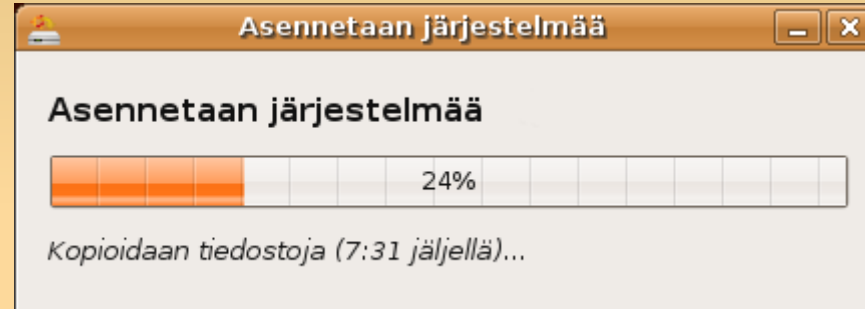 Asennetaan järjestelmää
Asennetaan järjestelmää
24%
Kopioidaan tiedostoja (7:31 jäljellä)...